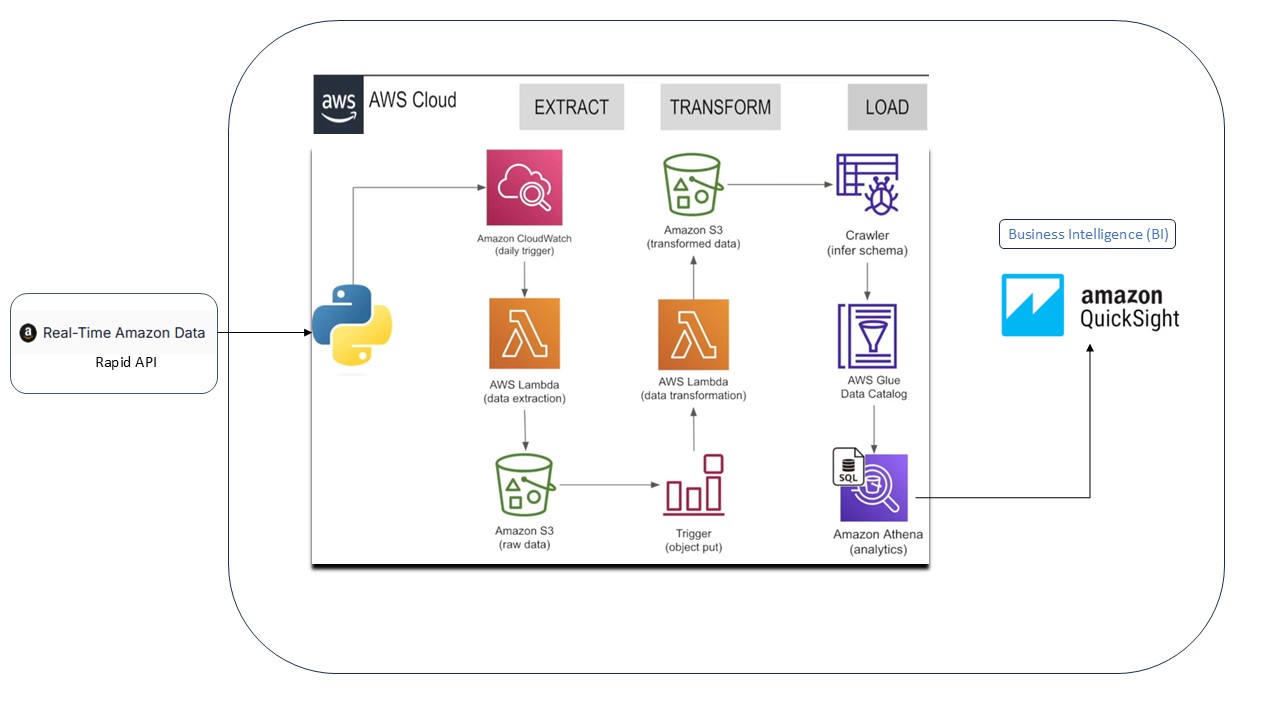 aws
AWS Cloud
EXTRACT
TRANSFORM
LOAD
a Real-Time Amazon Data
Rapid API
Amazon CloudWatch
(daily trigger)
AWS Lambda
(data extraction)
Amazon S3
(raw data)
Trigger
(object put)
AWS Lambda
(data transformation)
Amazon S3
(transformed data)
Crawler
(infer schema)
AWS Glue
Data Catalog
SQL
Amazon Athena
(analytics)
Business Intelligence (BI)
amazon
QuickSight